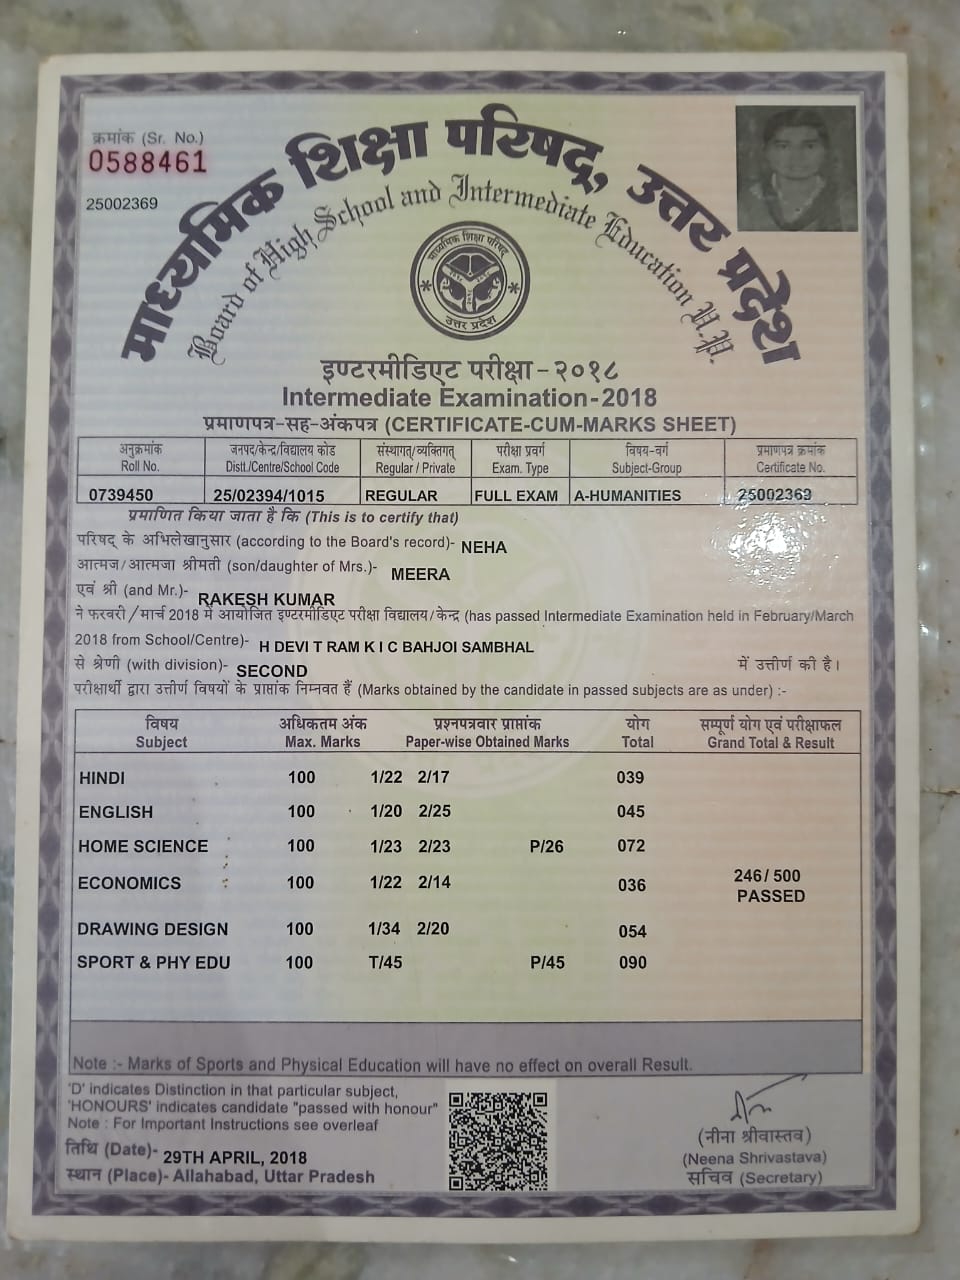 क्रमांक (Sr. No.)
0588461
25002369
माध्यमिक शिक्षा परिषद्, उत्तर प्रदेश
Board of High School and Intermediate Education U.P.
माध्यमिक शिक्षा परिषद्
उत्तर प्रदेश
इण्टरमीडिएट परीक्षा - २०१८
Intermediate Examination - 2018
प्रमाणपत्र-सह-अंकपत्र (CERTIFICATE-CUM-MARKS SHEET)
अनुक्रमांक जनपद/केन्द्र/विद्यालय कोड संस्थागत/व्यक्तिगत परीक्षा प्रवर्ग विषय-वर्ग प्रमाणपत्र क्रमांक
Roll No. Distt./Centre/School Code Regular / Private Exam. Type Subject-Group Certificate No.
0739450 25/02394/1015 REGULAR FULL EXAM A-HUMANITIES 25002369
प्रमाणित किया जाता है कि (This is to certify that)
परिषद् के अभिलेखानुसार (according to the Board's record)- NEHA
आत्मज/आत्मजा श्रीमती (son/daughter of Mrs.)- MEERA
एवं श्री (and Mr.)- RAKESH KUMAR
ने फरवरी/मार्च 2018 में आयोजित इण्टरमीडिएट परीक्षा विद्यालय/केन्द्र (has passed Intermediate Examination held in February/March
2018 from School/Centre)- H DEVI T RAM K I C BAHJOI SAMBHAL
से श्रेणी (with division)- SECOND में उत्तीर्ण की है।
परीक्षार्थी द्वारा उत्तीर्ण विषयों के प्राप्तांक निम्नवत हैं (Marks obtained by the candidate in passed subjects are as under) :-
विषय अधिकतम अंक प्रश्नपत्रवार प्राप्तांक योग सम्पूर्ण योग एवं परीक्षाफल
Subject Max. Marks Paper-wise Obtained Marks Total Grand Total & Result
HINDI 100 1/22 2/17 039
ENGLISH 100 1/20 2/25 045
HOME SCIENCE 100 1/23 2/23 P/26 072
ECONOMICS 100 1/22 2/14 036 246/ 500
PASSED
DRAWING DESIGN 100 1/34 2/20 054
SPORT & PHY EDU 100 T/45 P/45 090
Note :- Marks of Sports and Physical Education will have no effect on overall Result.
'D' indicates Distinction in that particular subject,
'HONOURS' indicates candidate "passed with honour"
Note : For Important Instructions see overleaf
तिथि (Date)- 29TH APRIL, 2018
स्थान (Place)- Allahabad, Uttar Pradesh
(नीना श्रीवास्तव)
(Neena Shrivastava)
सचिव (Secretary)